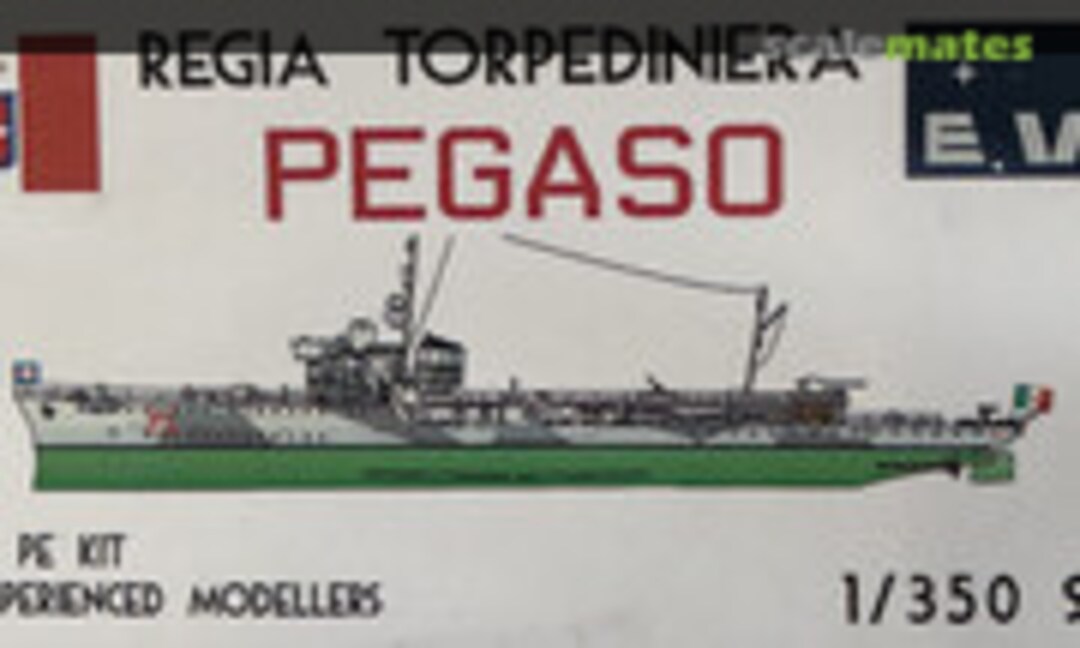 scalemates
REGIA TORPEDINIERA
E.V
PEGASO
PE KIT
PERIENCED MODELLERS
1/350 S